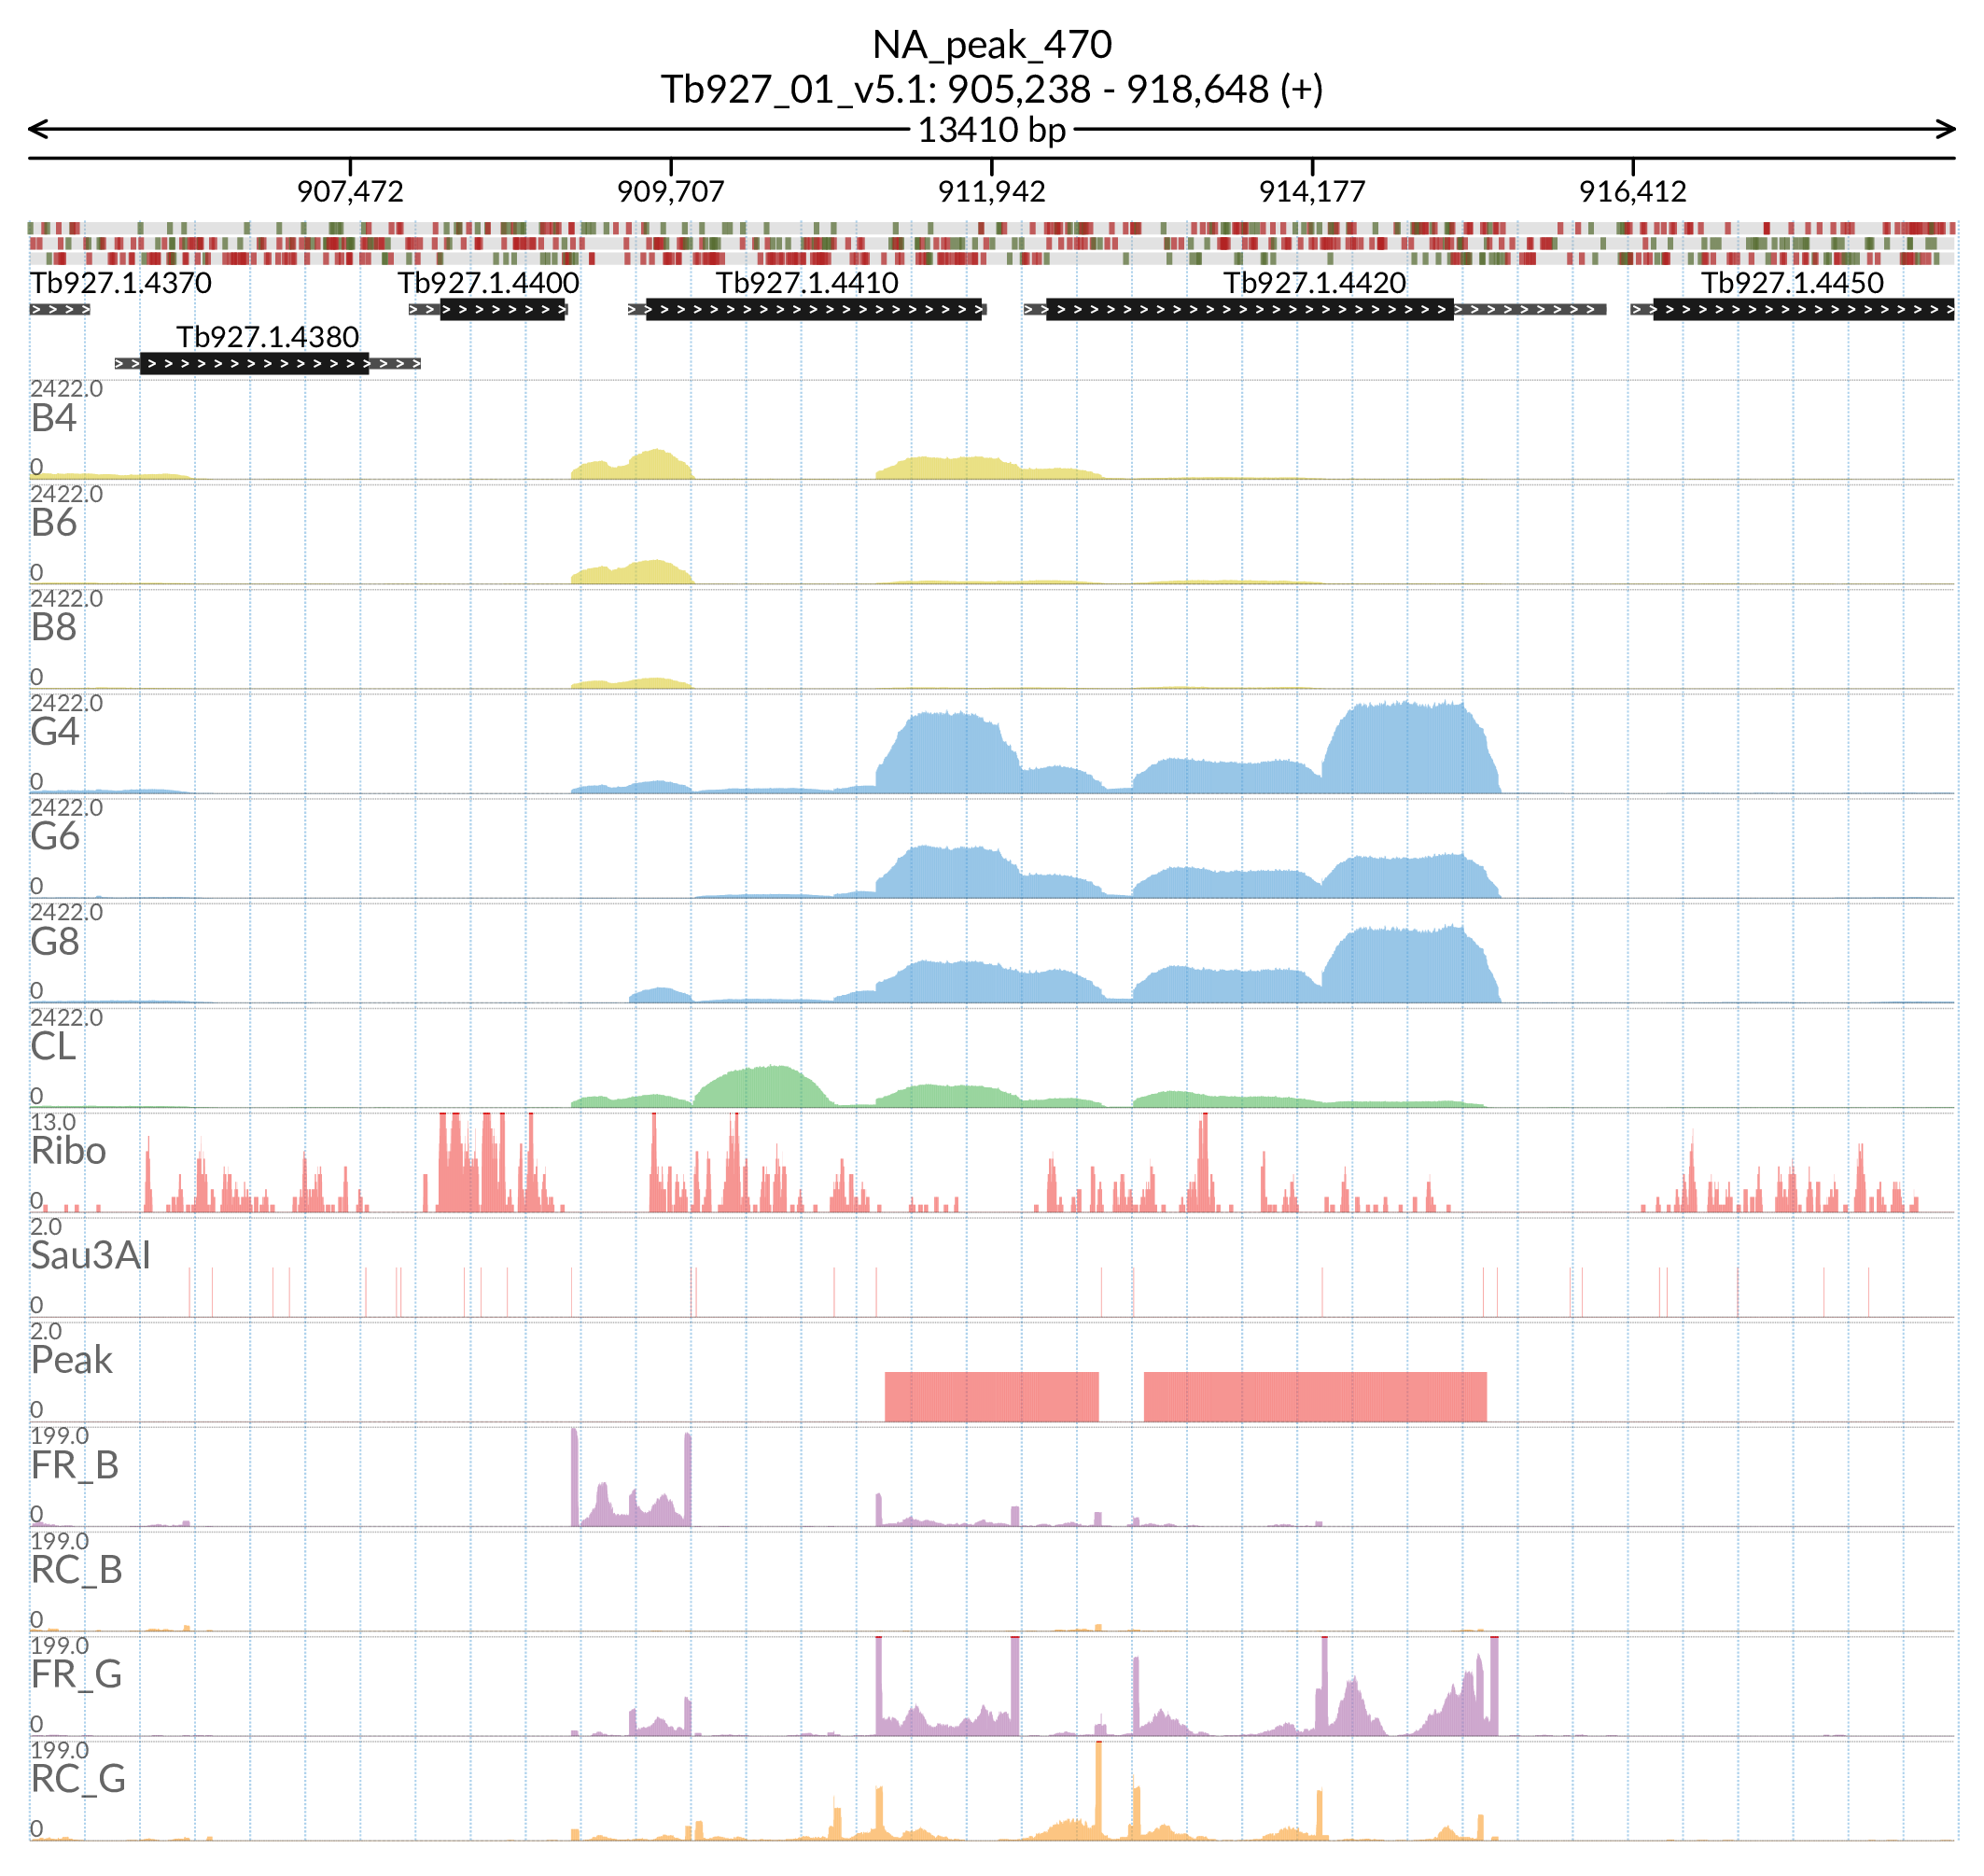 NA_peak_470
Tb927_01_v5.1: 905,238 - 918,648 (+)
13410 bp
907,472 909,707 911,942 914,177 916,412
Tb927.1.4370 Tb927.1.4400 Tb927.1.4410 Tb927.1.4420 Tb927.1.4450
Tb927.1.4380
2422.0
B4
0
2422.0
B6
0
2422.0
B8
0
2422.0
G4
0
2422.0
G6
0
2422.0
G8
0
2422.0
CL
0
13.0
Ribo
0
2.0
Sau3AI
0
2.0
Peak
0
199.0
FR_B
0
199.0
RC_B
0
199.0
FR_G
0
199.0
RC_G
0